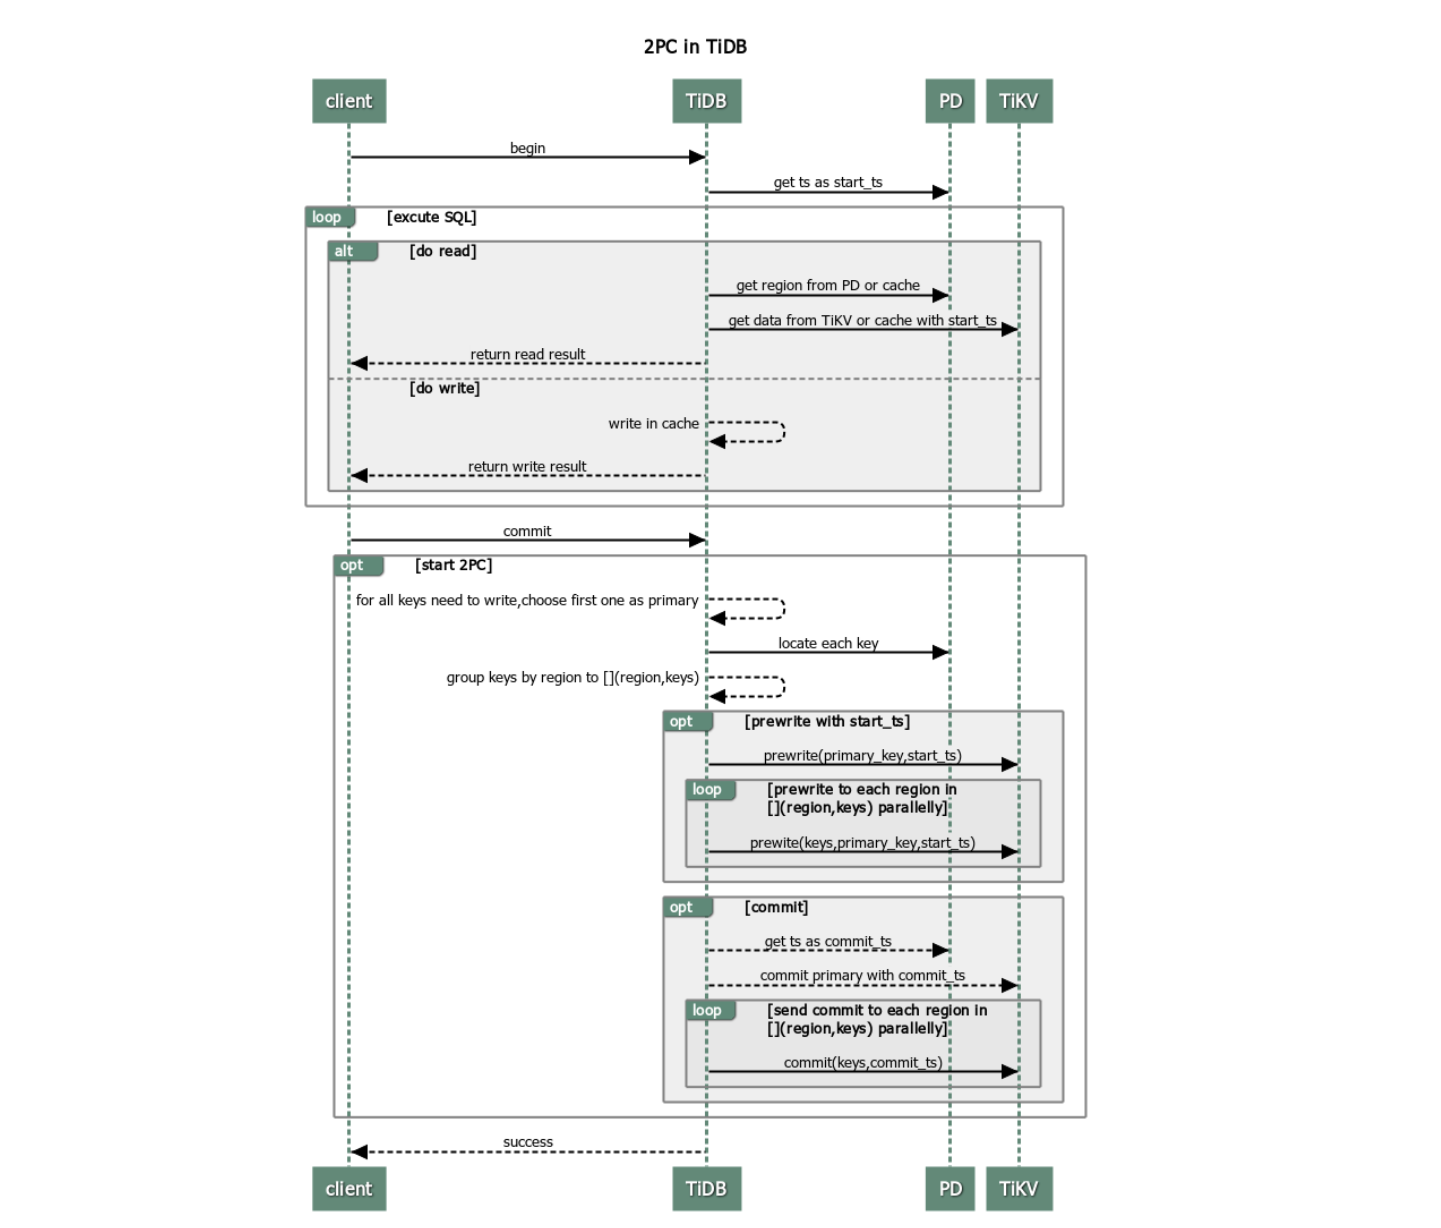 2PC in TiDB
client
TiDB
PD
TiKV
begin
get ts as start_ts
loop
[excute SQL]
alt
[do read]
get region from PD or cache
get data from TiKV or cache with start_ts
return read result
[do write]
write in cache
return write result
commit
opt
[start 2PC]
for all keys need to write,choose first one as primary
locate each key
group keys by region to [](region,keys)
opt
[prewrite with start_ts]
prewrite(primary_key,start_ts)
loop
[prewrite to each region in
[](region,keys) parallelly]
prewite(keys,primary_key,start_ts)
opt
[commit]
get ts as commit_ts
commit primary with commit_ts
loop
[send commit to each region in
[](region,keys) parallelly]
commit(keys,commit_ts)
success
client
TiDB
PD
TiKV